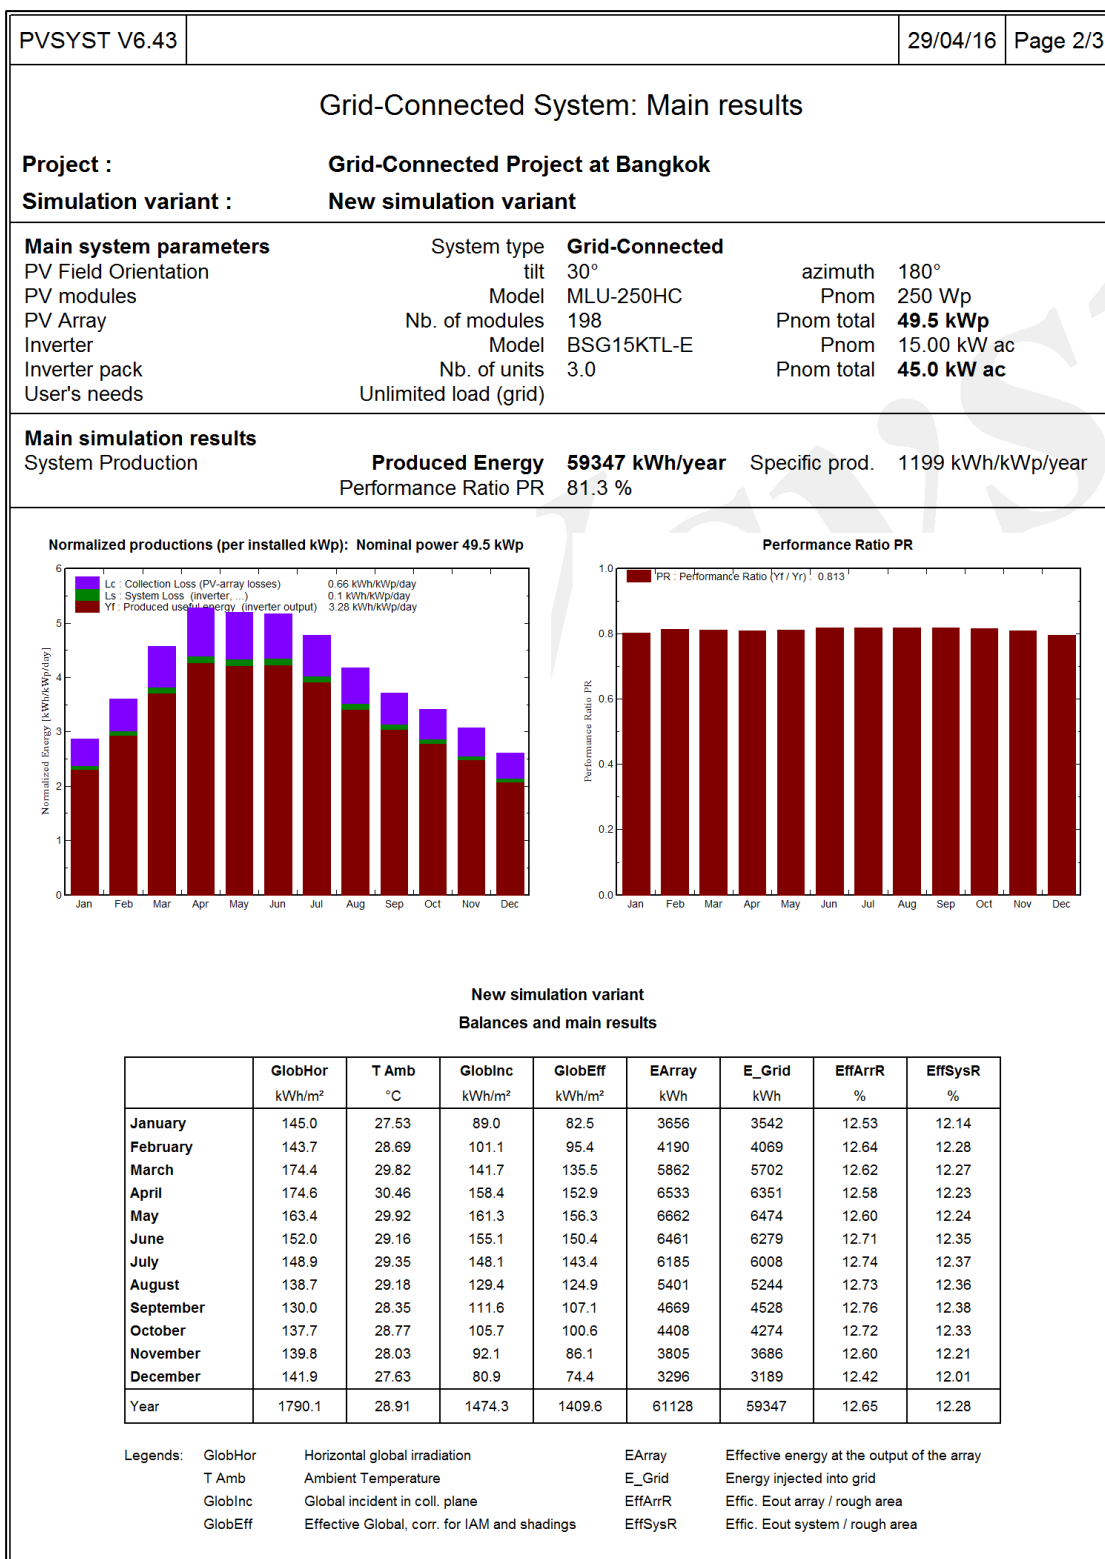 PVSYST V6.43 29/04/16 Page 2/3
Grid-Connected System: Main results
Project : Grid-Connected Project at Bangkok
Simulation variant : New simulation variant
Main system parameters System type Grid-Connected
PV Field Orientation tilt 30° azimuth 180°
PV modules Model MLU-250HC Pnom 250 Wp
PV Array Nb. of modules 198 Pnom total 49.5 kWp
Inverter Model BSG15KTL-E Pnom 15.00 kW ac
Inverter pack Nb. of units 3.0 Pnom total 45.0 kW ac
User's needs Unlimited load (grid)
Main simulation results
System Production Produced Energy 59347 kWh/year Specific prod. 1199 kWh/kWp/year
Performance Ratio PR 81.3 %
Normalized productions (per installed kWp): Nominal power 49.5 kWp
Lc : Collection Loss (PV-array losses) 0.66 kWh/kWp/day
Ls : System Loss (inverter, ...) 0.1 kWh/kWp/day
Yf : Produced useful energy (inverter output) 3.28 kWh/kWp/day
Normalized Energy [kWh/kWp/day]
6
5
4
3
2
1
0
Jan Feb Mar Apr May Jun Jul Aug Sep Oct Nov Dec
Performance Ratio PR
PR : Performance Ratio (Yf / Yr) : 0.813
Performance Ratio PR
1.0
0.8
0.6
0.4
0.2
0.0
Jan Feb Mar Apr May Jun Jul Aug Sep Oct Nov Dec
New simulation variant
Balances and main results
GlobHor T Amb GlobInc GlobEff EArray E_Grid EffArrR EffSysR
kWh/m² °C kWh/m² kWh/m² kWh kWh % %
January 145.0 27.53 89.0 82.5 3656 3542 12.53 12.14
February 143.7 28.69 101.1 95.4 4190 4069 12.64 12.28
March 174.4 29.82 141.7 135.5 5862 5702 12.62 12.27
April 174.6 30.46 158.4 152.9 6533 6351 12.58 12.23
May 163.4 29.92 161.3 156.3 6662 6474 12.60 12.24
June 152.0 29.16 155.1 150.4 6461 6279 12.71 12.35
July 148.9 29.35 148.1 143.4 6185 6008 12.74 12.37
August 138.7 29.18 129.4 124.9 5401 5244 12.73 12.36
September 130.0 28.35 111.6 107.1 4669 4528 12.76 12.38
October 137.7 28.77 105.7 100.6 4408 4274 12.72 12.33
November 139.8 28.03 92.1 86.1 3805 3686 12.60 12.21
December 141.9 27.63 80.9 74.4 3296 3189 12.42 12.01
Year 1790.1 28.91 1474.3 1409.6 61128 59347 12.65 12.28
Legends: GlobHor Horizontal global irradiation EArray Effective energy at the output of the array
T Amb Ambient Temperature E_Grid Energy injected into grid
GlobInc Global incident in coll. plane EffArrR Effic. Eout array / rough area
GlobEff Effective Global, corr. for IAM and shadings EffSysR Effic. Eout system / rough area